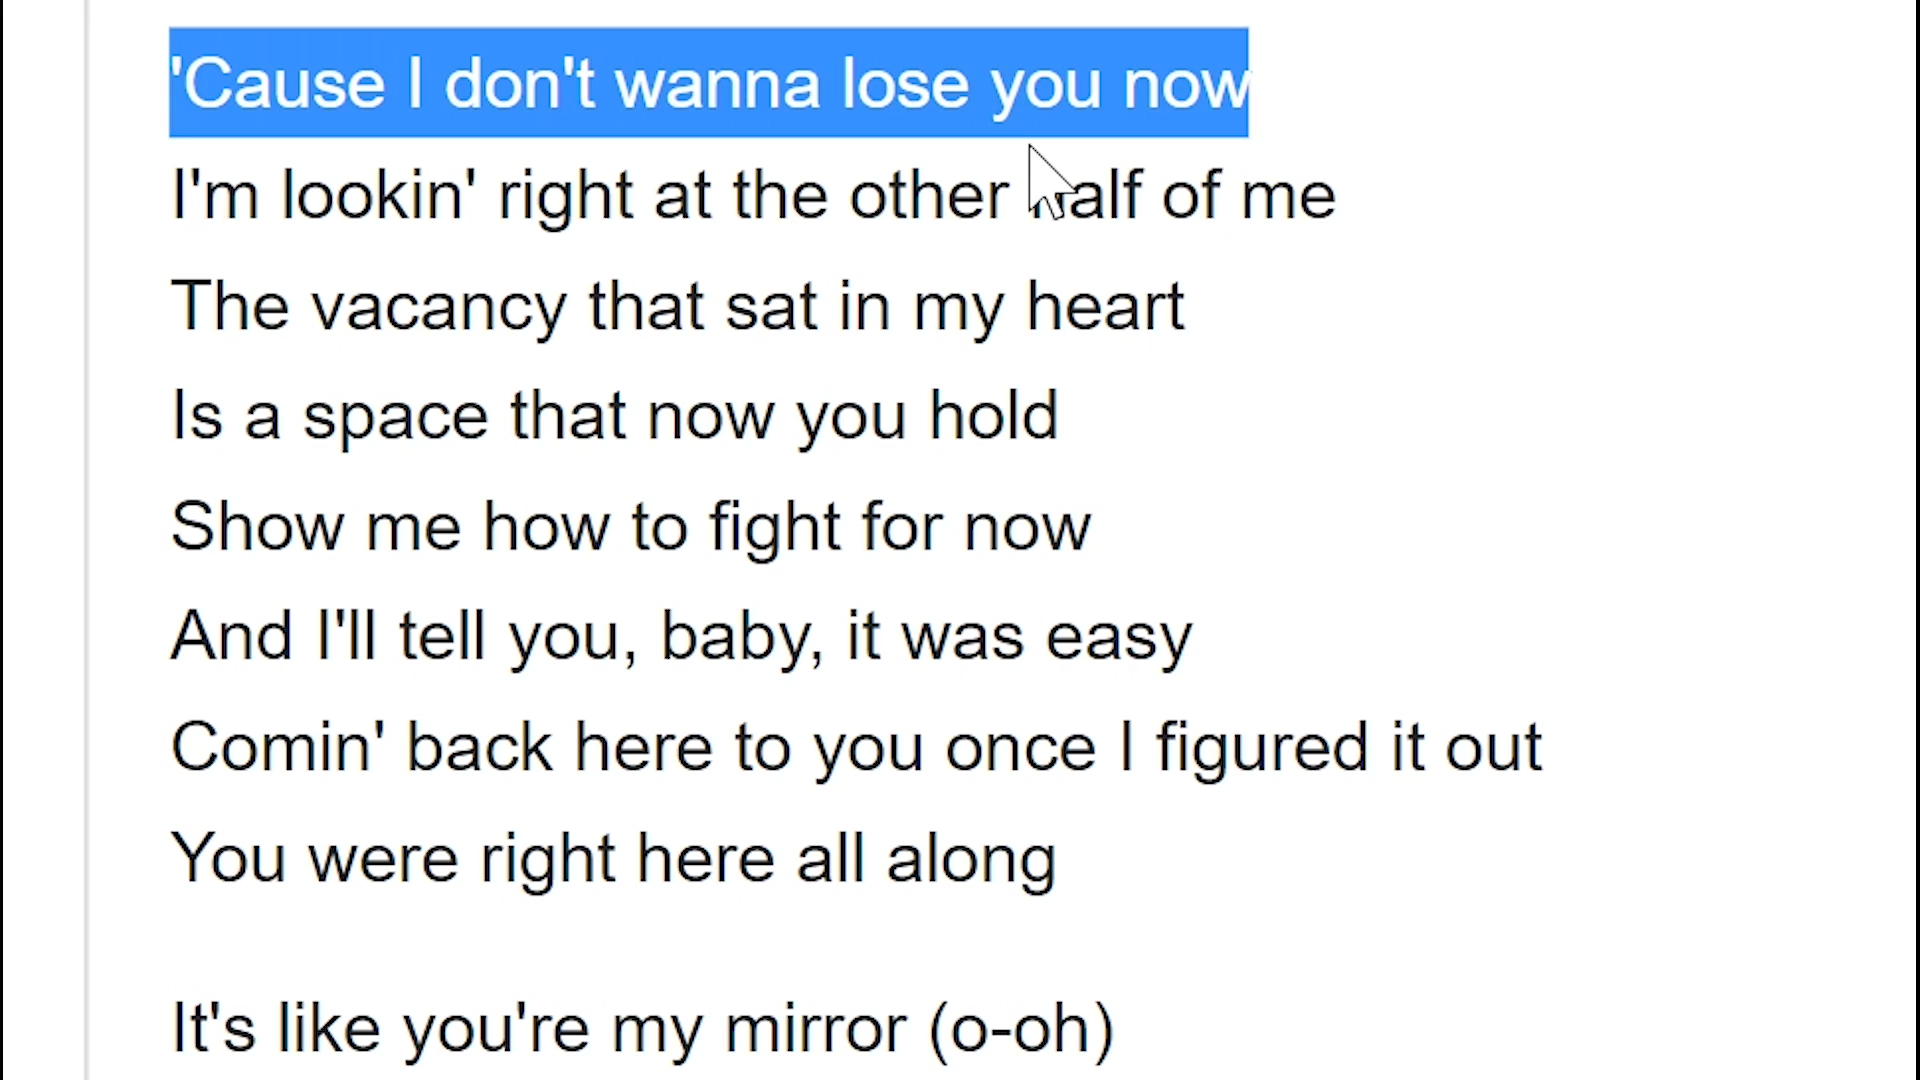 'Cause I don't wanna lose you now
I'm lookin' right at the other half of me
The vacancy that sat in my heart
Is a space that now you hold
Show me how to fight for now
And I'll tell you, baby, it was easy
Comin' back here to you once I figured it out
You were right here all along
It's like you're my mirror (o-oh)